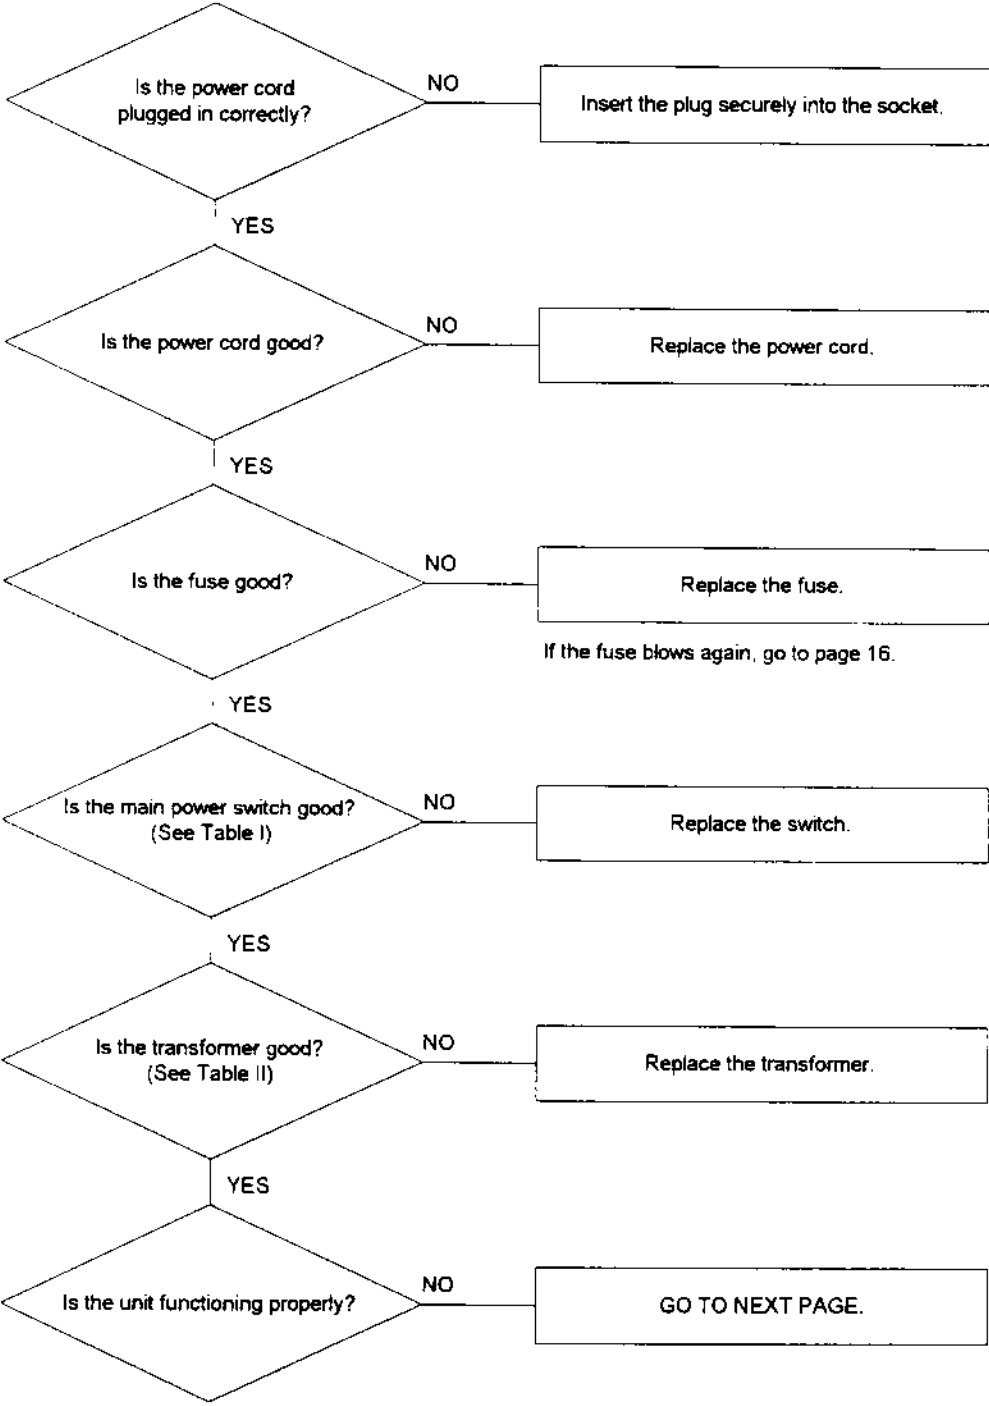 Is the power cord
plugged in correctly?
NO
Insert the plug securely into the socket.
YES
Is the power cord good?
NO
Replace the power cord.
YES
Is the fuse good?
NO
Replace the fuse.
If the fuse blows again, go to page 16.
YES
Is the main power switch good?
(See Table I)
NO
Replace the switch.
YES
Is the transformer good?
(See Table II)
NO
Replace the transformer.
YES
Is the unit functioning properly?
NO
GO TO NEXT PAGE.